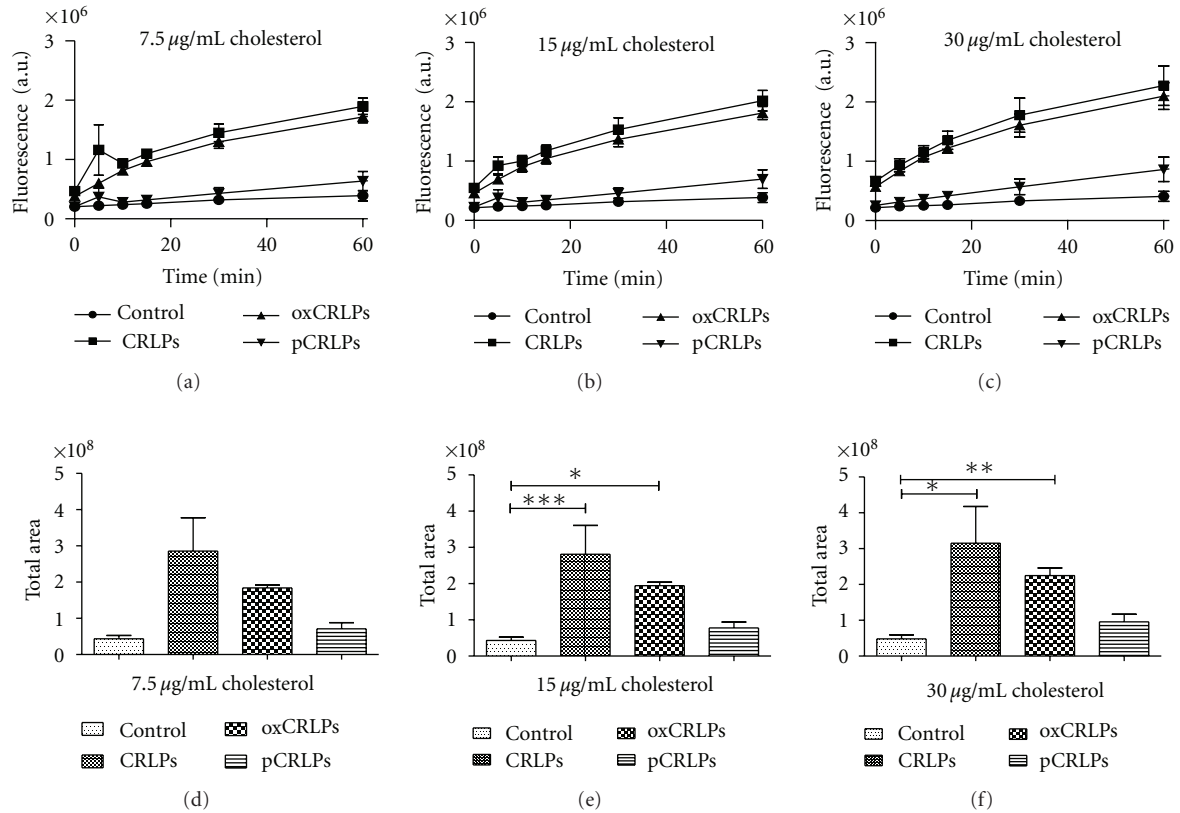 ×10⁶
7.5 µg/mL cholesterol
3
2
1
0
Fluorescence (a.u.)
0 20 40 60
Time (min)
Control
oxCRLPs
CRLPs
pCRLPs
(a)
×10⁶
15 µg/mL cholesterol
3
2
1
0
Fluorescence (a.u.)
0 20 40 60
Time (min)
Control
oxCRLPs
CRLPs
pCRLPs
(b)
×10⁶
30 µg/mL cholesterol
3
2
1
0
Fluorescence (a.u.)
0 20 40 60
Time (min)
Control
oxCRLPs
CRLPs
pCRLPs
(c)
×10⁸
5
4
3
2
1
0
Total area
7.5 µg/mL cholesterol
Control
oxCRLPs
CRLPs
pCRLPs
(d)
×10⁸
5
4
3
2
1
0
Total area
*
***
15 µg/mL cholesterol
Control
oxCRLPs
CRLPs
pCRLPs
(e)
×10⁸
5
4
3
2
1
0
Total area
**
*
30 µg/mL cholesterol
Control
oxCRLPs
CRLPs
pCRLPs
(f)